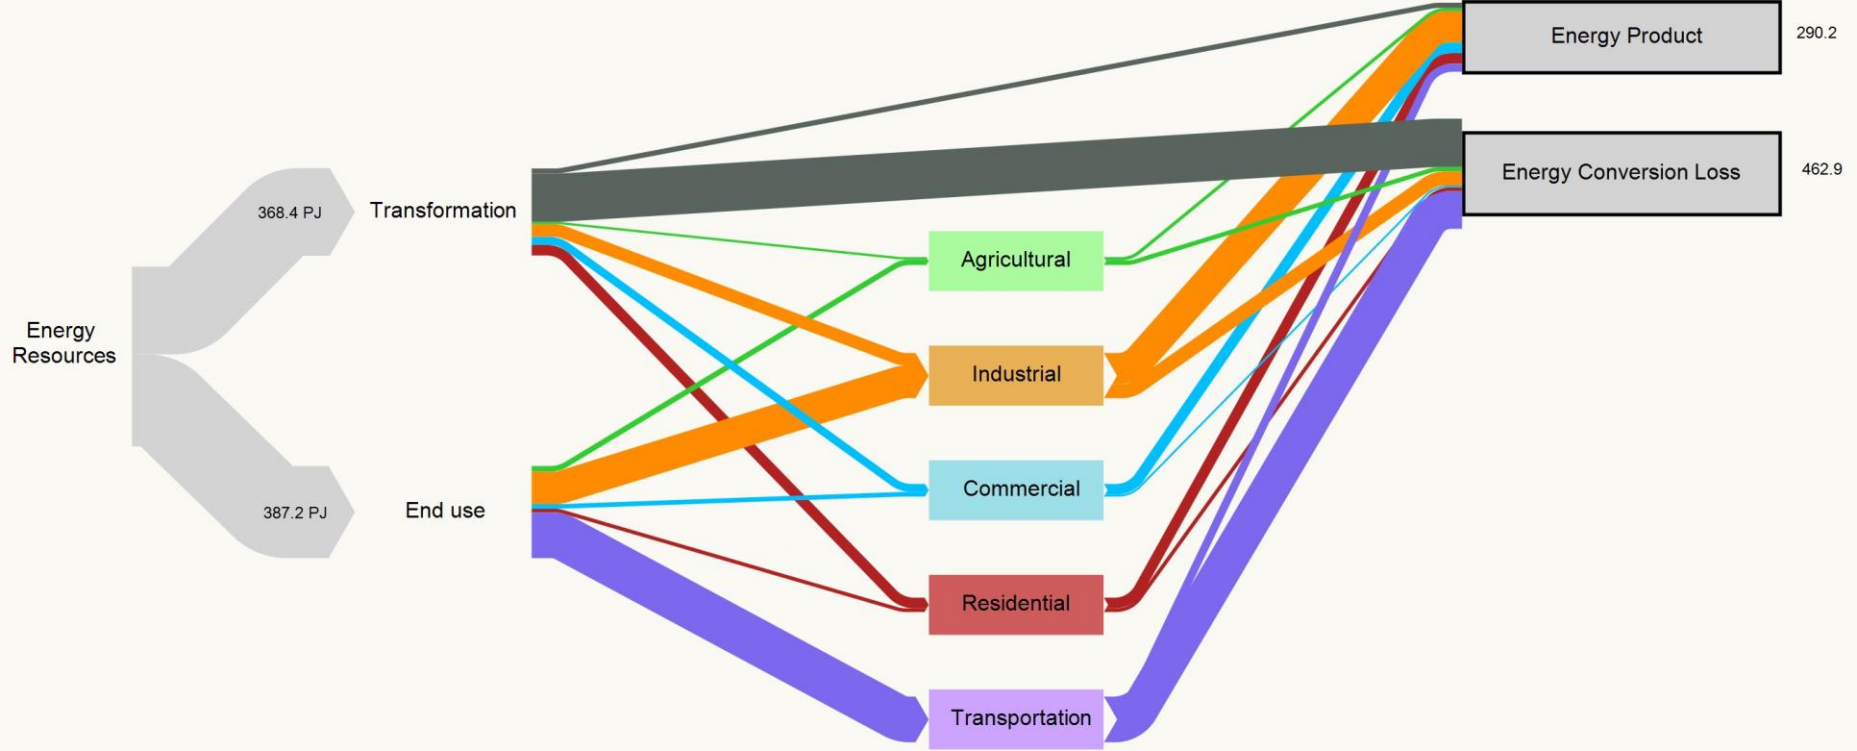 Energy Product
290.2
Energy Conversion Loss
462.9
368.4 PJ
Transformation
Agricultural
Energy
Resources
Industrial
Commercial
387.2 PJ
End use
Residential
Transportation